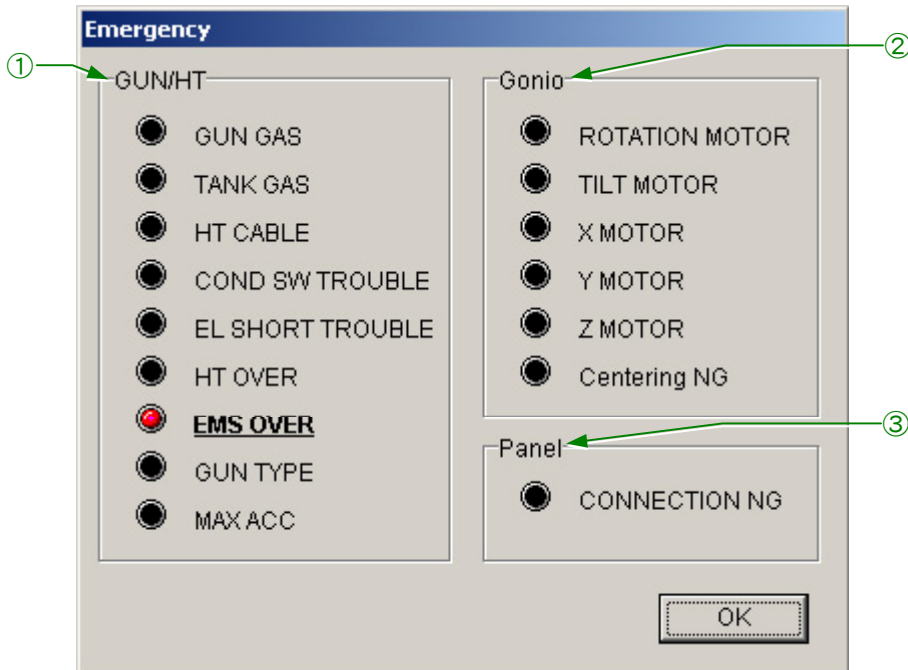 Emergency
①
GUN/HT
GUN GAS
TANK GAS
HT CABLE
COND SW TROUBLE
EL SHORT TROUBLE
HT OVER
EMS OVER
GUN TYPE
MAX ACC
②
Gonio
ROTATION MOTOR
TILT MOTOR
X MOTOR
Y MOTOR
Z MOTOR
Centering NG
③
Panel
CONNECTION NG
OK